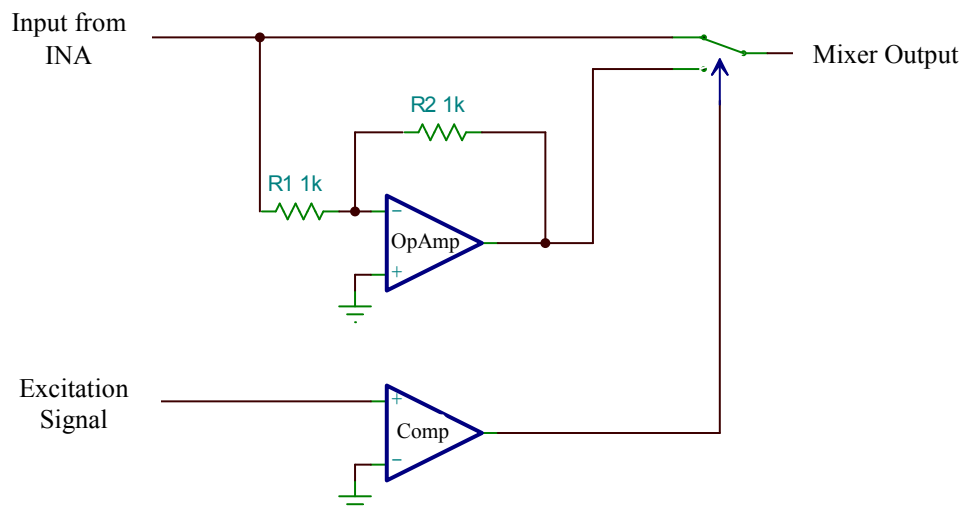 Input from
INA
Mixer Output
R2 1k
R1 1k
−
OpAmp
+
Excitation
Signal
+
Comp
−